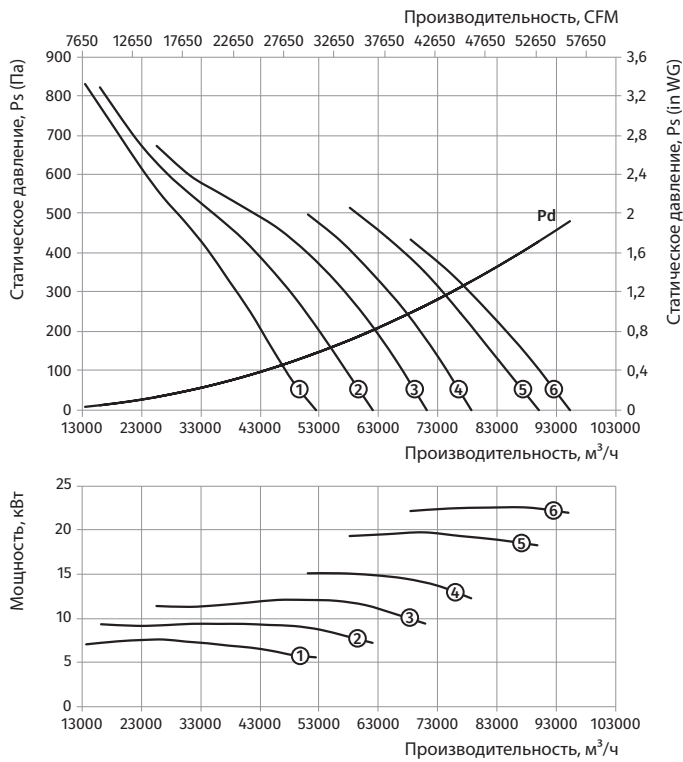 Производительность, CFM
7650 12650 17650 22650 27650 31650 37650 42650 47650 52650 57650
Статическое давление, Ps (Па)
900
800
700
600
500
400
300
200
100
0
Pd
1 2 3 4 5 6
3,6
3,2
2,8
2,4
2
1,6
1,2
0,8
0,4
0
Статическое давление, Ps (in WG)
13000 23000 33000 43000 53000 63000 73000 83000 93000 103000
Производительность, м³/ч
Мощность, кВт
25
20
15
10
5
0
6
5
4
3
2
1
13000 23000 33000 43000 53000 63000 73000 83000 93000 103000
Производительность, м³/ч